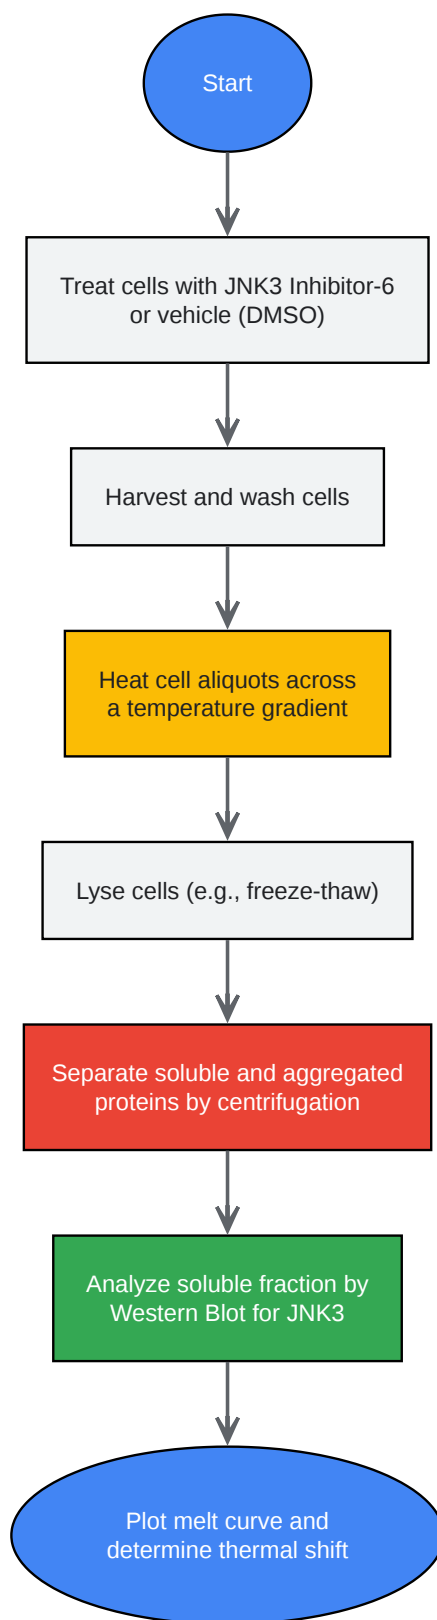 Start
Treat cells with JNK3 Inhibitor-6
or vehicle (DMSO)
Harvest and wash cells
Heat cell aliquots across
a temperature gradient
Lyse cells (e.g., freeze-thaw)
Separate soluble and aggregated
proteins by centrifugation
Analyze soluble fraction by
Western Blot for JNK3
Plot melt curve and
determine thermal shift